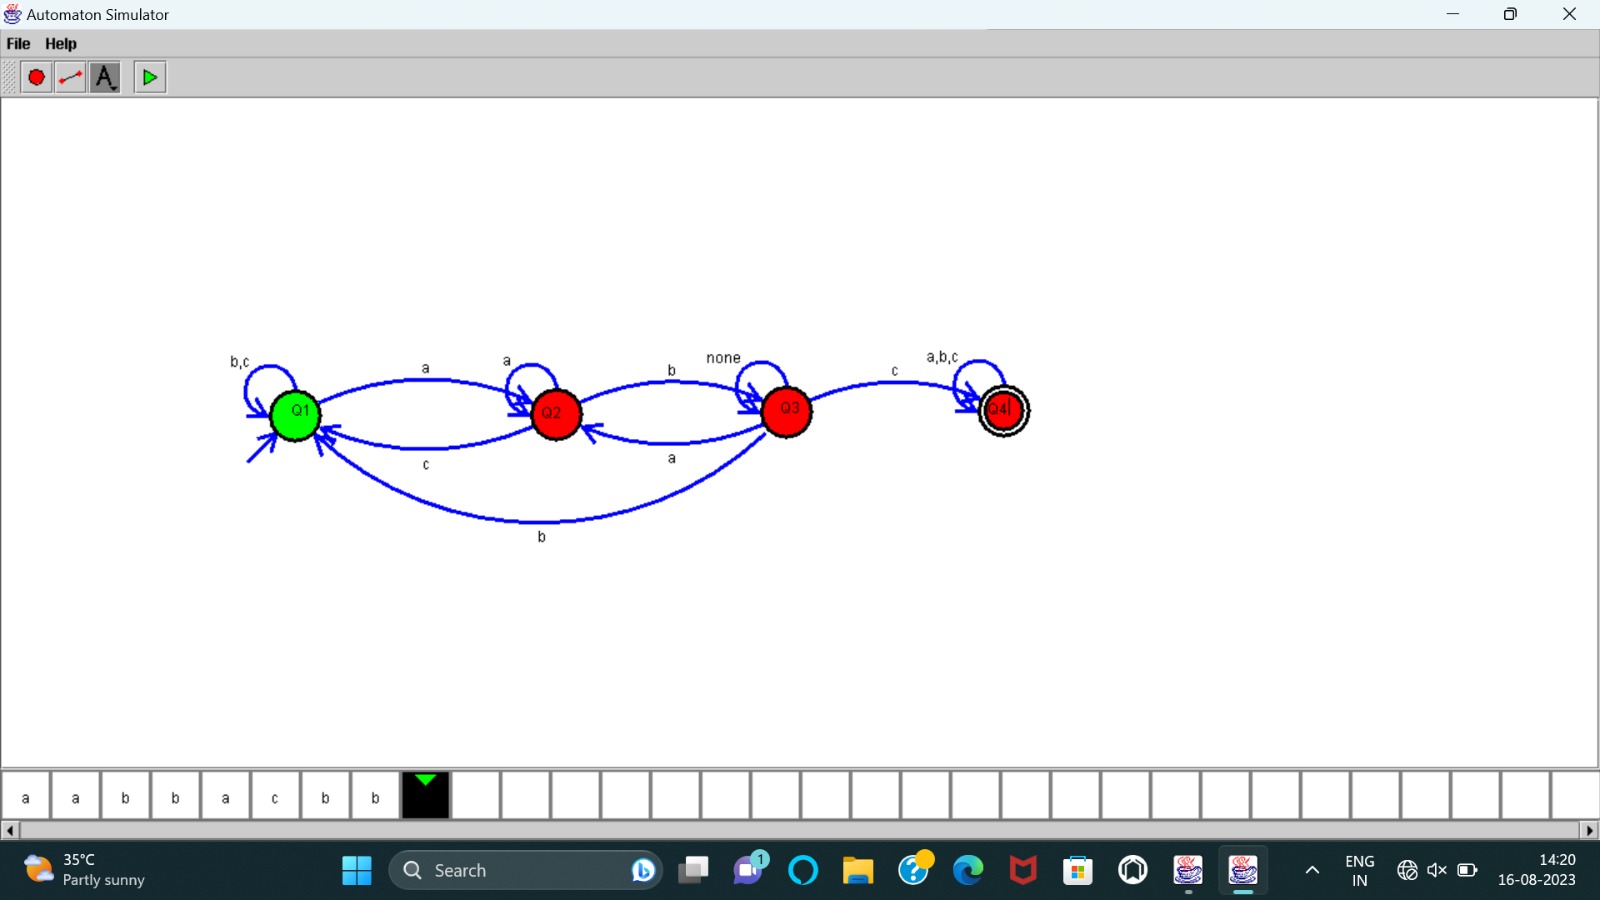 Automaton Simulator
File Help
A
b,c
a
a
b
none
c
a,b,c
Q1
Q2
Q3
Q4
c
a
b
a a b b a c b b
35°C
Partly sunny
Search
1
ENG
IN
14:20
16-08-2023